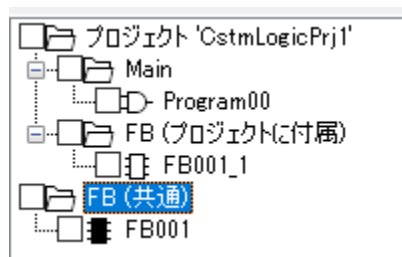 プロジェクト 'CstmLogicPrj1'
Main
Program00
FB (プロジェクトに付属)
FB001_1
FB (共通)
FB001